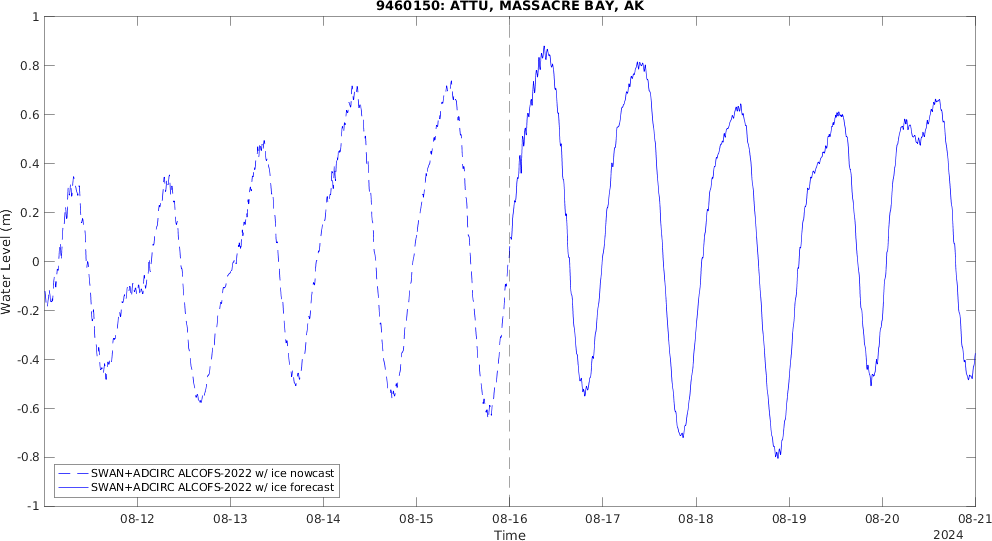 9460150: ATTU, MASSACRE BAY, AK
Water Level (m)
1
0.8
0.6
0.4
0.2
0
-0.2
-0.4
-0.6
-0.8
-1
SWAN+ADCIRC ALCOFS-2022 w/ ice nowcast
SWAN+ADCIRC ALCOFS-2022 w/ ice forecast
08-12 08-13 08-14 08-15 08-16 08-17 08-18 08-19 08-20 08-21
Time
2024